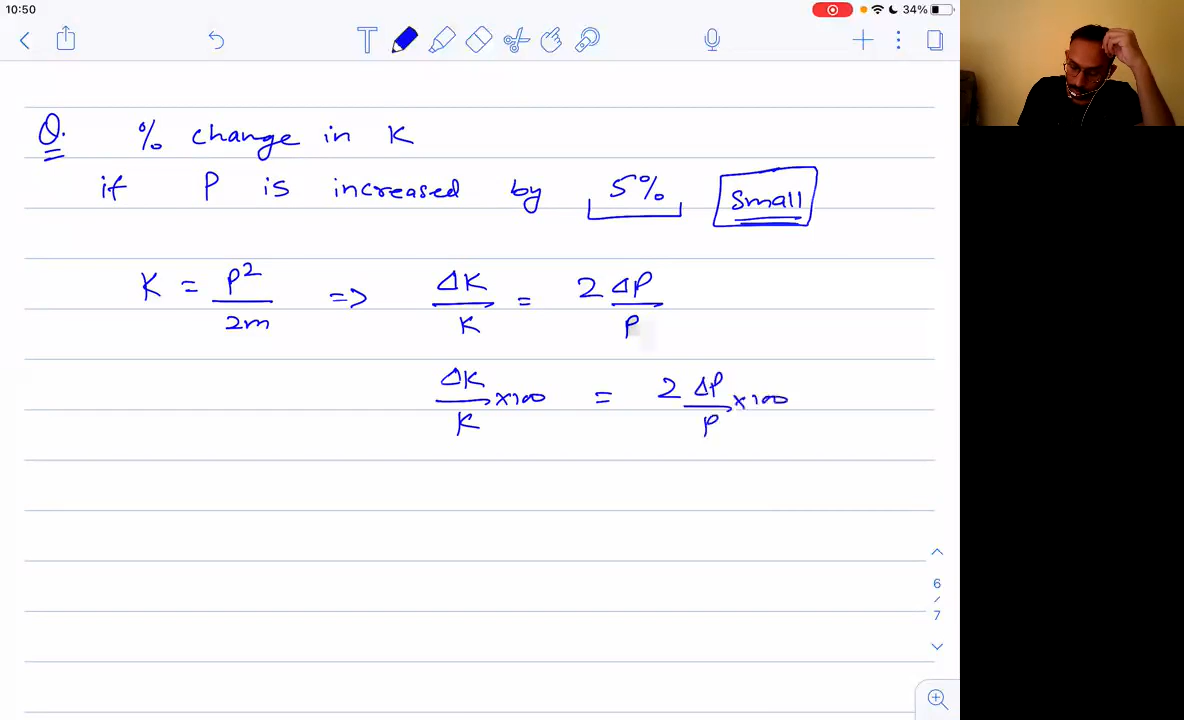 10:50
34%
T
Q. % change in K
if P is increased by 5% Small
K = P²/2m => ΔK/K = 2 ΔP/P
ΔK/K ×100 = 2 ΔP/P ×100
6
/
7